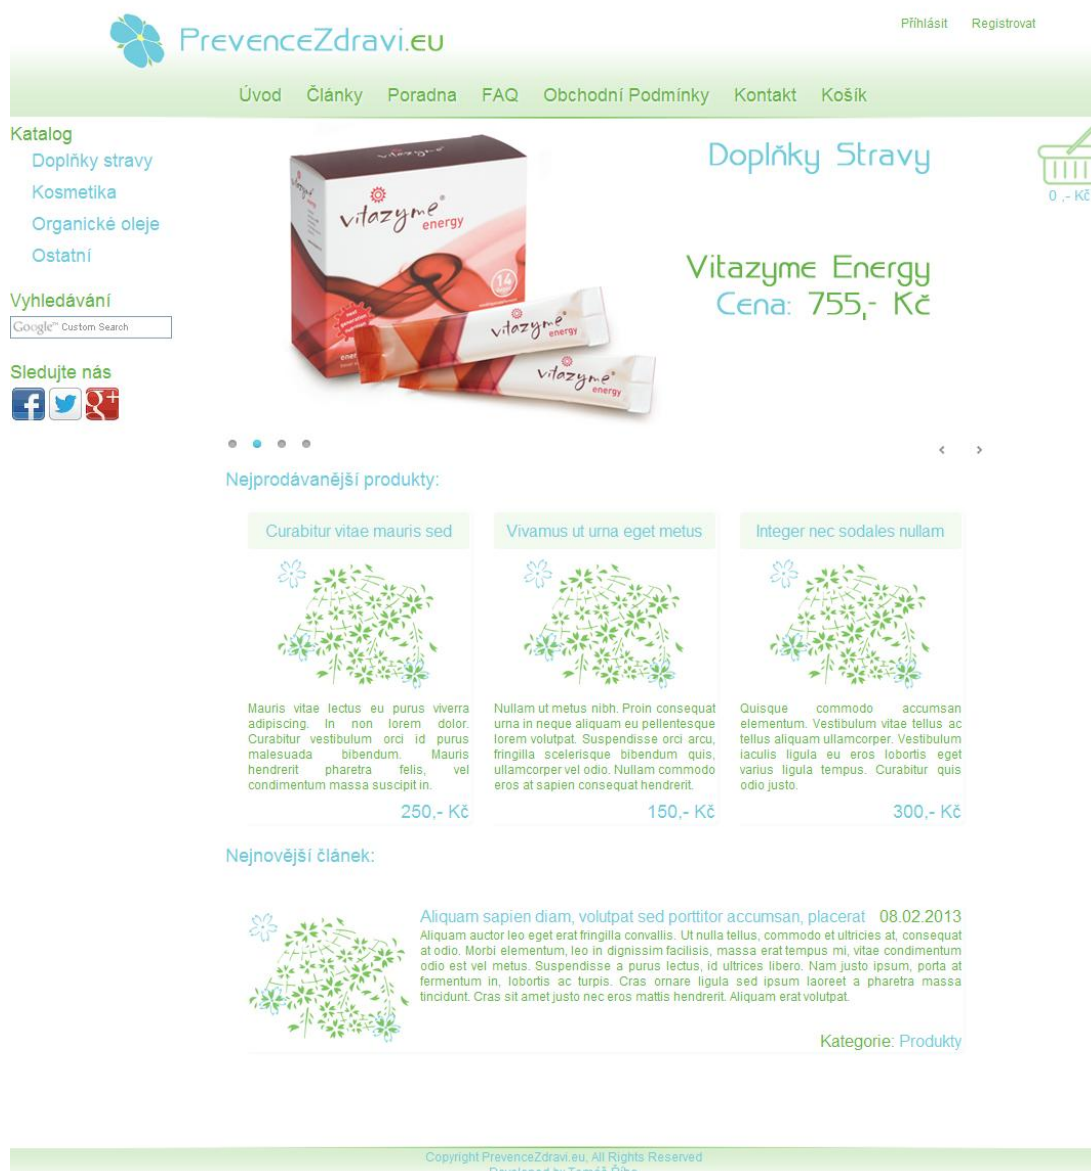 PrevenceZdravi.eu
Příhlásit Registrovat
Úvod Články Poradna FAQ Obchodní Podmínky Kontakt Košík
Katalog
Doplňky stravy
Kosmetika
Organické oleje
Ostatní
Vyhledávání
Google™ Custom Search
Sledujte nás
vitazyme
vitazyme®
energy
14
vitazyme®
energy
vitazyme®
energy
Doplňky Stravy
Vitazyme Energy
Cena: 755,- Kč
0 ,- Kč
Nejprodávanější produkty:
Curabitur vitae mauris sed
Mauris vitae lectus eu purus viverra
adipiscing. In non lorem dolor.
Curabitur vestibulum orci id purus
malesuada bibendum. Mauris
hendrerit pharetra felis, vel
condimentum massa suscipit in.
250,- Kč
Vivamus ut urna eget metus
Nullam ut metus nibh. Proin consequat
urna in neque aliquam eu pellentesque
lorem volutpat. Suspendisse orci arcu,
fringilla scelerisque bibendum quis,
ullamcorper vel odio. Nullam commodo
eros at sapien consequat hendrerit.
150,- Kč
Integer nec sodales nullam
Quisque commodo accumsan
elementum. Vestibulum vitae tellus ac
tellus aliquam ullamcorper. Vestibulum
iaculis ligula eu eros lobortis eget
varius ligula tempus. Curabitur quis
odio justo.
300,- Kč
Nejnovější článek:
Aliquam sapien diam, volutpat sed porttitor accumsan, placerat 08.02.2013
Aliquam auctor leo eget erat fringilla convallis. Ut nulla tellus, commodo et ultricies at, consequat
at odio. Morbi elementum, leo in dignissim facilisis, massa erat tempus mi, vitae condimentum
odio est vel metus. Suspendisse a purus lectus, id ultrices libero. Nam justo ipsum, porta at
fermentum in, lobortis ac turpis. Cras ornare ligula sed ipsum laoreet a pharetra massa
tincidunt. Cras sit amet justo nec eros mattis hendrerit. Aliquam erat volutpat.
Kategorie: Produkty
Copyright PrevenceZdravi.eu, All Rights Reserved
Developed by Tomáš Říha